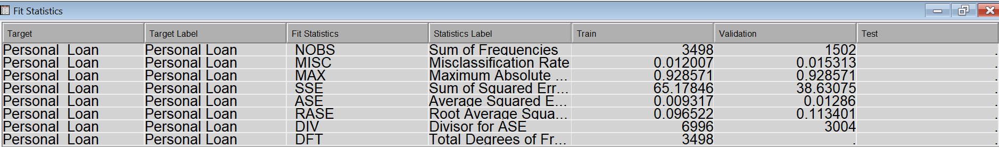 Fit Statistics
Target Target Label Fit Statistics Statistics Label Train Validation Test
Personal Loan Personal Loan NOBS Sum of Frequencies 3498 1502 .
Personal Loan Personal Loan MISC Misclassification Rate 0.012007 0.015313 .
Personal Loan Personal Loan MAX Maximum Absolute ... 0.928571 0.928571 .
Personal Loan Personal Loan SSE Sum of Squared Err... 65.17846 38.63075 .
Personal Loan Personal Loan ASE Average Squared E... 0.009317 0.01286 .
Personal Loan Personal Loan RASE Root Average Squa... 0.096522 0.113401 .
Personal Loan Personal Loan DIV Divisor for ASE 6996 3004 .
Personal Loan Personal Loan DFT Total Degrees of Fr... 3498 . .